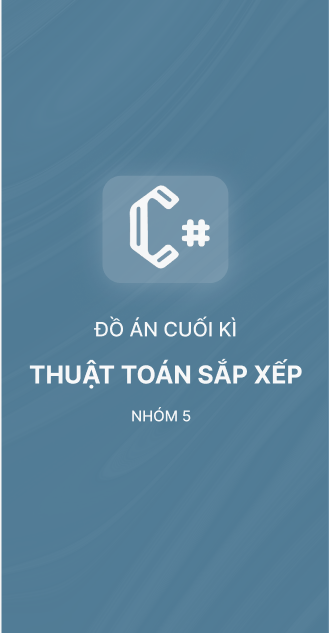 C#
ĐỒ ÁN CUỐI KÌ
THUẬT TOÁN SẮP XẾP
NHÓM 5